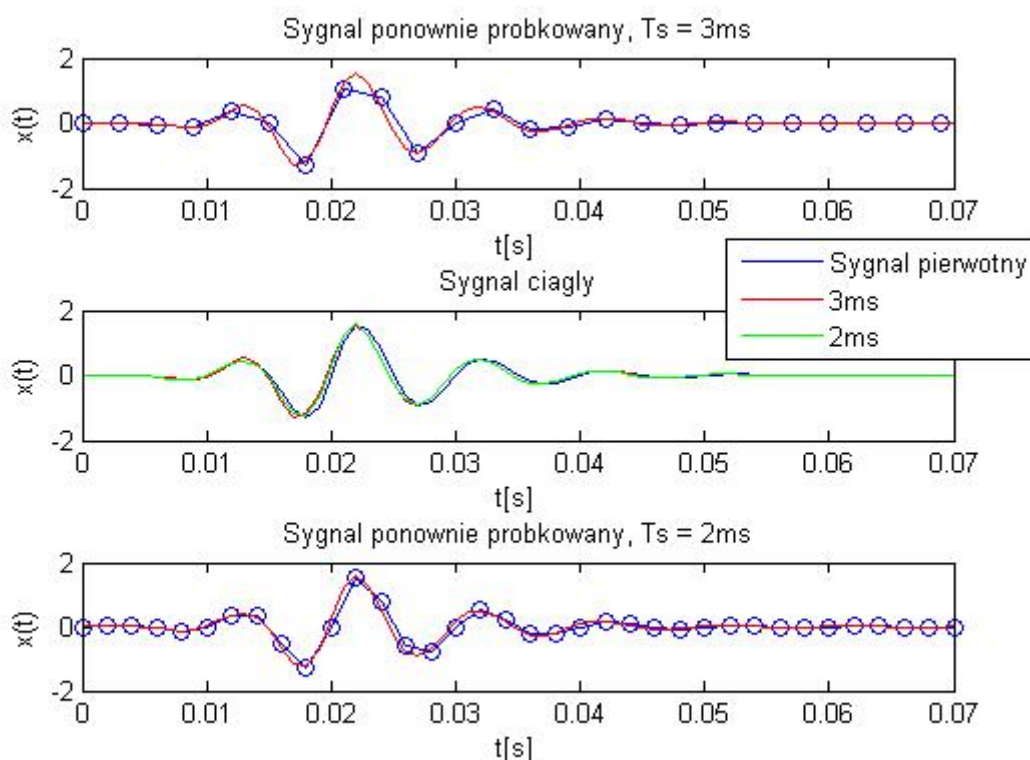 Sygnal ponownie probkowany, Ts = 3ms
2
0
-2
x(t)
0 0.01 0.02 0.03 0.04 0.05 0.06 0.07
t[s]
Sygnal pierwotny
3ms
2ms
Sygnal ciagly
2
0
-2
x(t)
0 0.01 0.02 0.03 0.04 0.05 0.06 0.07
t[s]
Sygnal ponownie probkowany, Ts = 2ms
2
0
-2
x(t)
0 0.01 0.02 0.03 0.04 0.05 0.06 0.07
t[s]